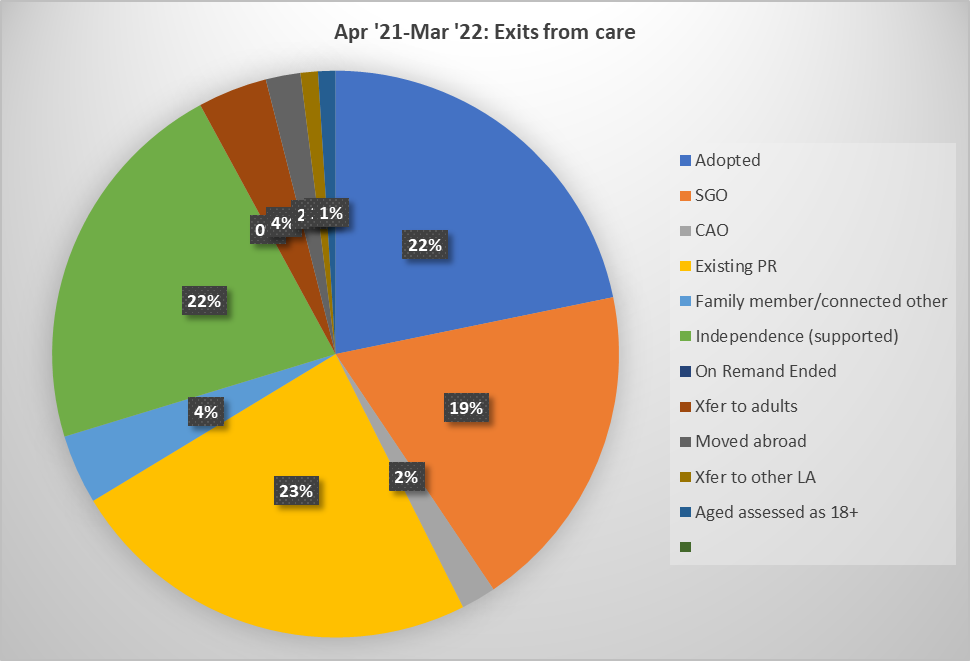 Apr '21-Mar '22: Exits from care
22%
19%
2%
23%
4%
22%
0
4%
2
1%
Adopted
SGO
CAO
Existing PR
Family member/connected other
Independence (supported)
On Remand Ended
Xfer to adults
Moved abroad
Xfer to other LA
Aged assessed as 18+